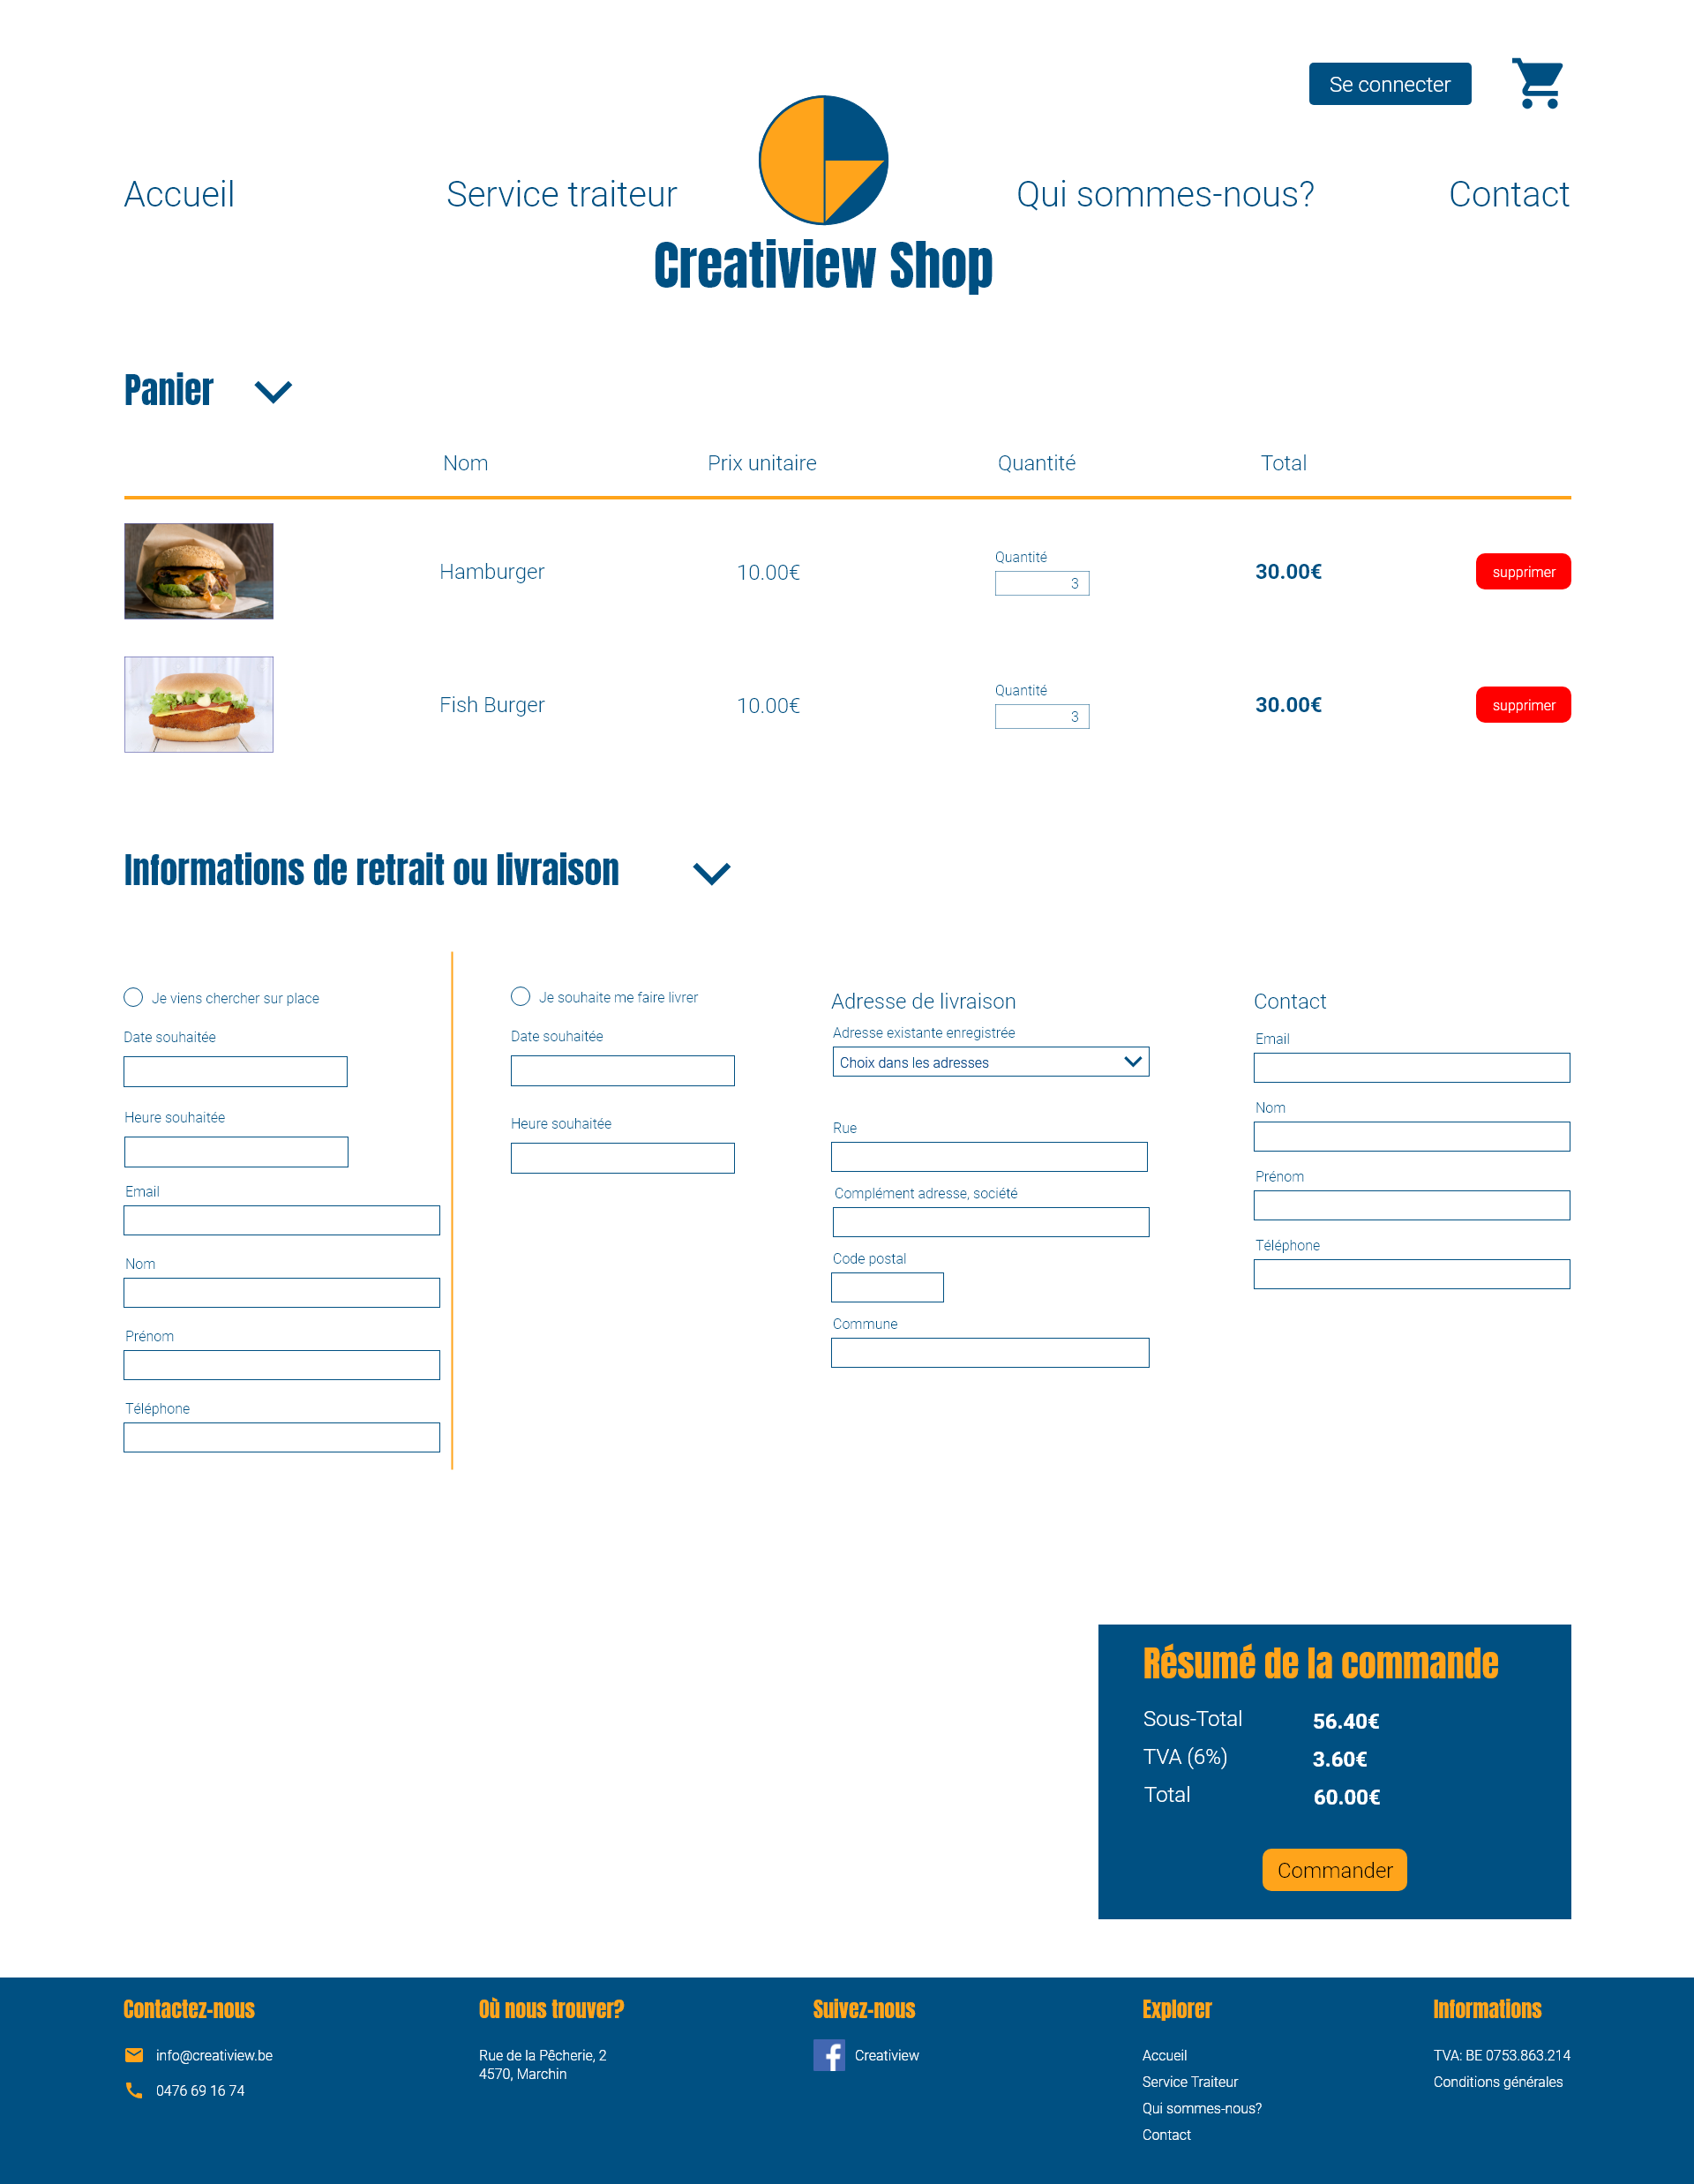 Se connecter
Accueil
Service traiteur
Qui sommes-nous?
Contact
Creatiview Shop
Panier
Nom
Prix unitaire
Quantité
Total
Hamburger
10.00€
Quantité
3
30.00€
supprimer
Fish Burger
10.00€
Quantité
3
30.00€
supprimer
Informations de retrait ou livraison
Je viens chercher sur place
Date souhaitée
Heure souhaitée
Email
Nom
Prénom
Téléphone
Je souhaite me faire livrer
Date souhaitée
Heure souhaitée
Adresse de livraison
Adresse existante enregistrée
Choix dans les adresses
Rue
Complément adresse, société
Code postal
Commune
Contact
Email
Nom
Prénom
Téléphone
Résumé de la commande
Sous-Total 56.40€
TVA (6%) 3.60€
Total 60.00€
Commander
Contactez-nous
info@creatiview.be
0476 69 16 74
Où nous trouver?
Rue de la Pêcherie, 2
4570, Marchin
Suivez-nous
Creatiview
Explorer
Accueil
Service Traiteur
Qui sommes-nous?
Contact
Informations
TVA: BE 0753.863.214
Conditions générales